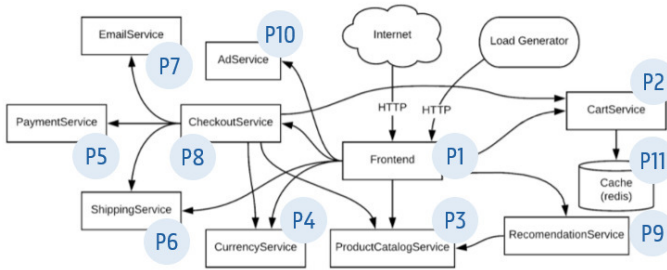 EmailService
P7
P10
AdService
Internet
Load Generator
HTTP
HTTP
P2
CartService
PaymentService
P5
CheckoutService
P8
Frontend
P1
P11
Cache
(redis)
ShippingService
P6
CurrencyService
P4
ProductCatalogService
P3
RecomendationService
P9